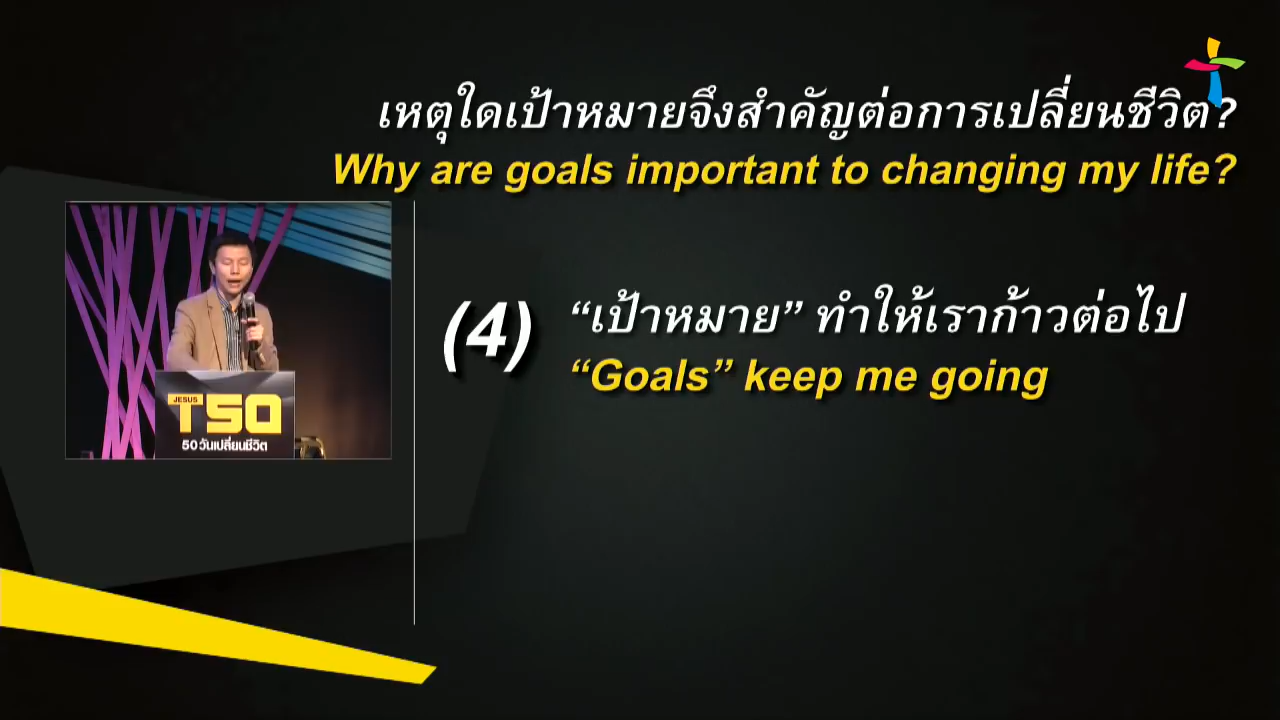 เหตุใดเป้าหมายจึงสำคัญต่อการเปลี่ยนชีวิต?
Why are goals important to changing my life?
(4)
“เป้าหมาย” ทำให้เราก้าวต่อไป
“Goals” keep me going
JESUS
T50
50 วันเปลี่ยนชีวิต